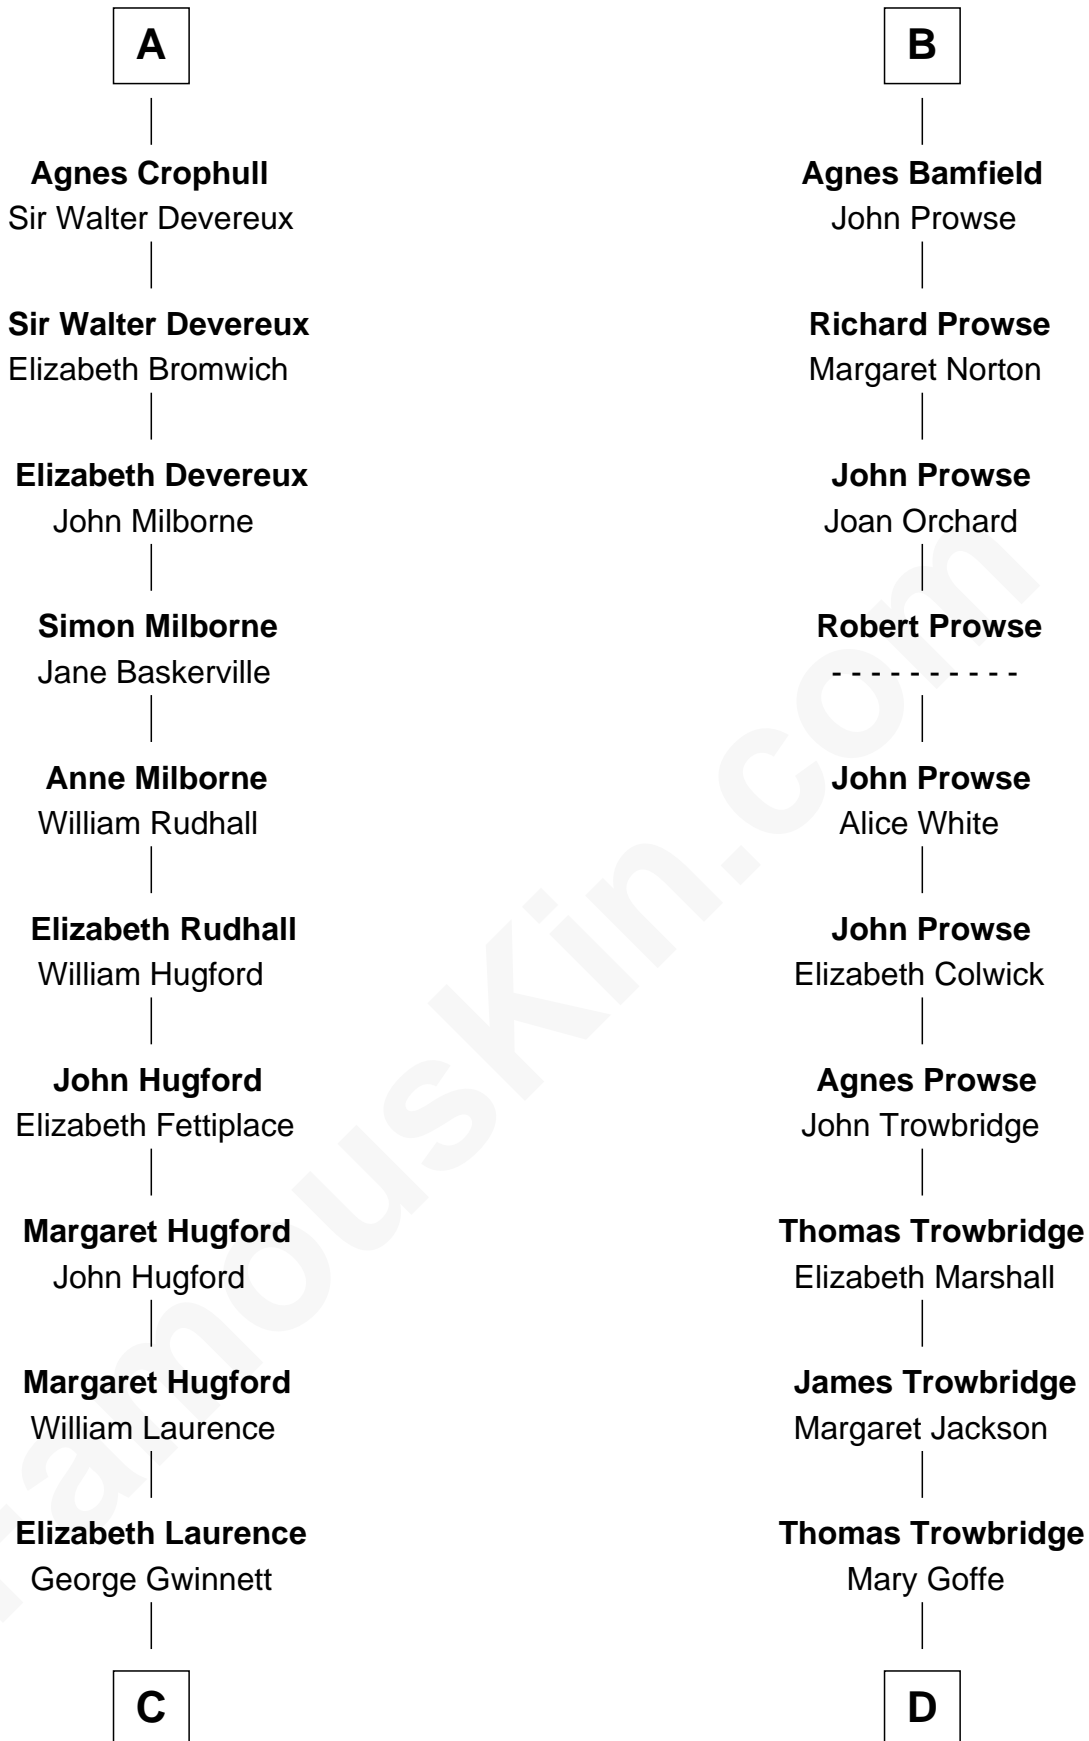 A
Agnes Crophull
Sir Walter Devereux
Sir Walter Devereux
Elizabeth Bromwich
Elizabeth Devereux
John Milborne
Simon Milborne
Jane Baskerville
Anne Milborne
William Rudhall
Elizabeth Rudhall
William Hugford
John Hugford
Elizabeth Fettiplace
Margaret Hugford
John Hugford
Margaret Hugford
William Laurence
Elizabeth Laurence
George Gwinnett
C
B
Agnes Bamfield
John Prowse
Richard Prowse
Margaret Norton
John Prowse
Joan Orchard
Robert Prowse
- - - - - - - - - -
John Prowse
Alice White
John Prowse
Elizabeth Colwick
Agnes Prowse
John Trowbridge
Thomas Trowbridge
Elizabeth Marshall
James Trowbridge
Margaret Jackson
Thomas Trowbridge
Mary Goffe
D
FamousKin.com